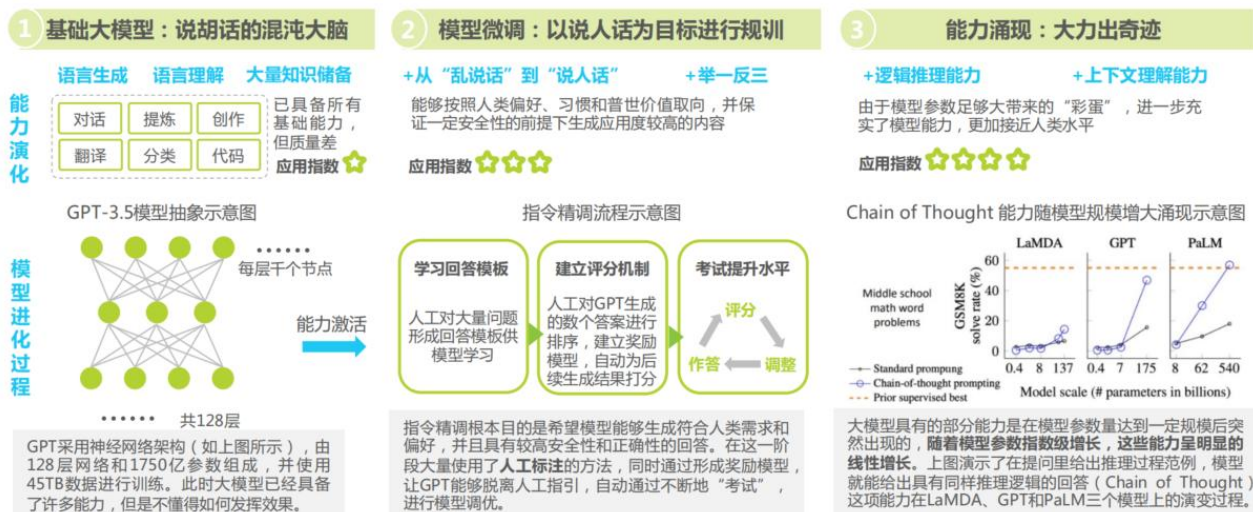 1 基础大模型：说胡话的混沌大脑
能力演化
语言生成 语言理解 大量知识储备
对话 提炼 创作
翻译 分类 代码
已具备所有
基础能力，
但质量差
应用指数
模型进化过程
GPT-3.5模型抽象示意图
······
每层千个节点
能力激活
······ 共128层
GPT采用神经网络架构（如上图所示），由
128层网络和1750亿参数组成，并使用
45TB数据进行训练。此时大模型已经具备
了许多能力，但是不懂得如何发挥效果。
2 模型微调：以说人话为目标进行规训
+从“乱说话”到“说人话” +举一反三
能够按照人类偏好、习惯和普世价值取向，并保
证一定安全性的前提下生成应用度较高的内容
应用指数
指令精调流程示意图
学习回答模板
人工对大量问题
形成回答模板供
模型学习
建立评分机制
人工对GPT生成
的数个答案进行
排序，建立奖励
模型，自动为后
续生成结果打分
考试提升水平
评分
作答 调整
指令精调根本目的是希望模型能够生成符合人类需求和
偏好，并且具有较高安全性和正确性的回答。在这一阶
段大量使用了人工标注的方法，同时通过形成奖励模型，
让GPT能够脱离人工指引，自动通过不断地“考试”，
进行模型调优。
3 能力涌现：大力出奇迹
+逻辑推理能力 +上下文理解能力
由于模型参数足够大带来的“彩蛋”，进一步充
实了模型能力，更加接近人类水平
应用指数
Chain of Thought 能力随模型规模增大涌现示意图
LaMDA GPT PaLM
Middle school
math word
problems
GSM8K
solve rate (%)
60
40
20
0
0.4 8 137 0.4 7 175 8 62 540
Model scale (# parameters in billions)
Standard prompung
Chain-of-thought prompting
Prior supervised best
大模型具有的部分能力是在模型参数量达到一定规模后突
然出现的，随着模型参数指数级增长，这些能力呈明显的
线性增长。上图演示了在提问里给出推理过程范例，模型
就能给出具有同样推理逻辑的回答（Chain of Thought）
这项能力在LaMDA、GPT和PaLM三个模型上的演变过程。